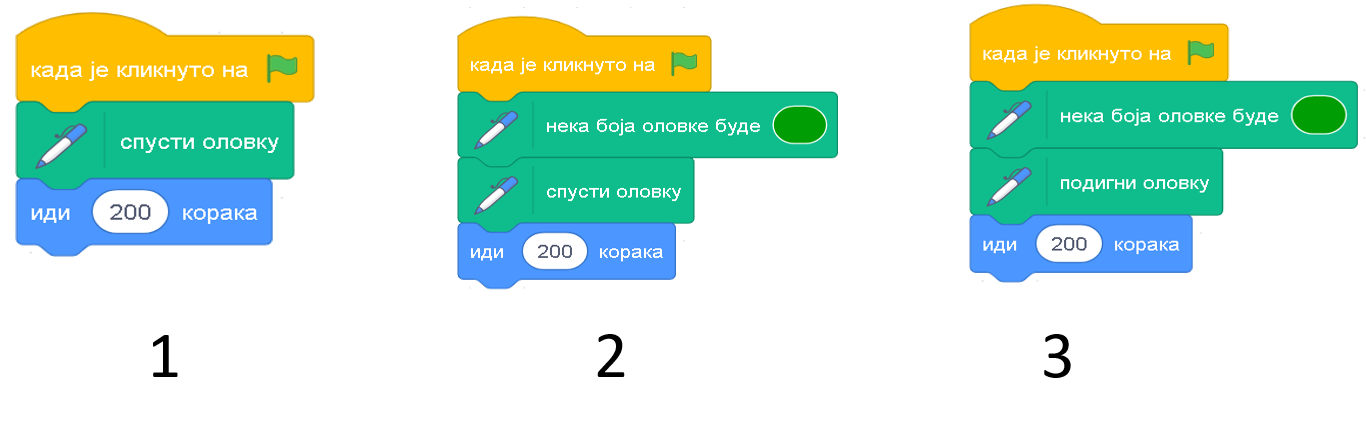 када је кликнуто на
спусти оловку
иди 200 корака
1
када је кликнуто на
нека боја оловке буде
спусти оловку
иди 200 корака
2
када је кликнуто на
нека боја оловке буде
подигни оловку
иди 200 корака
3